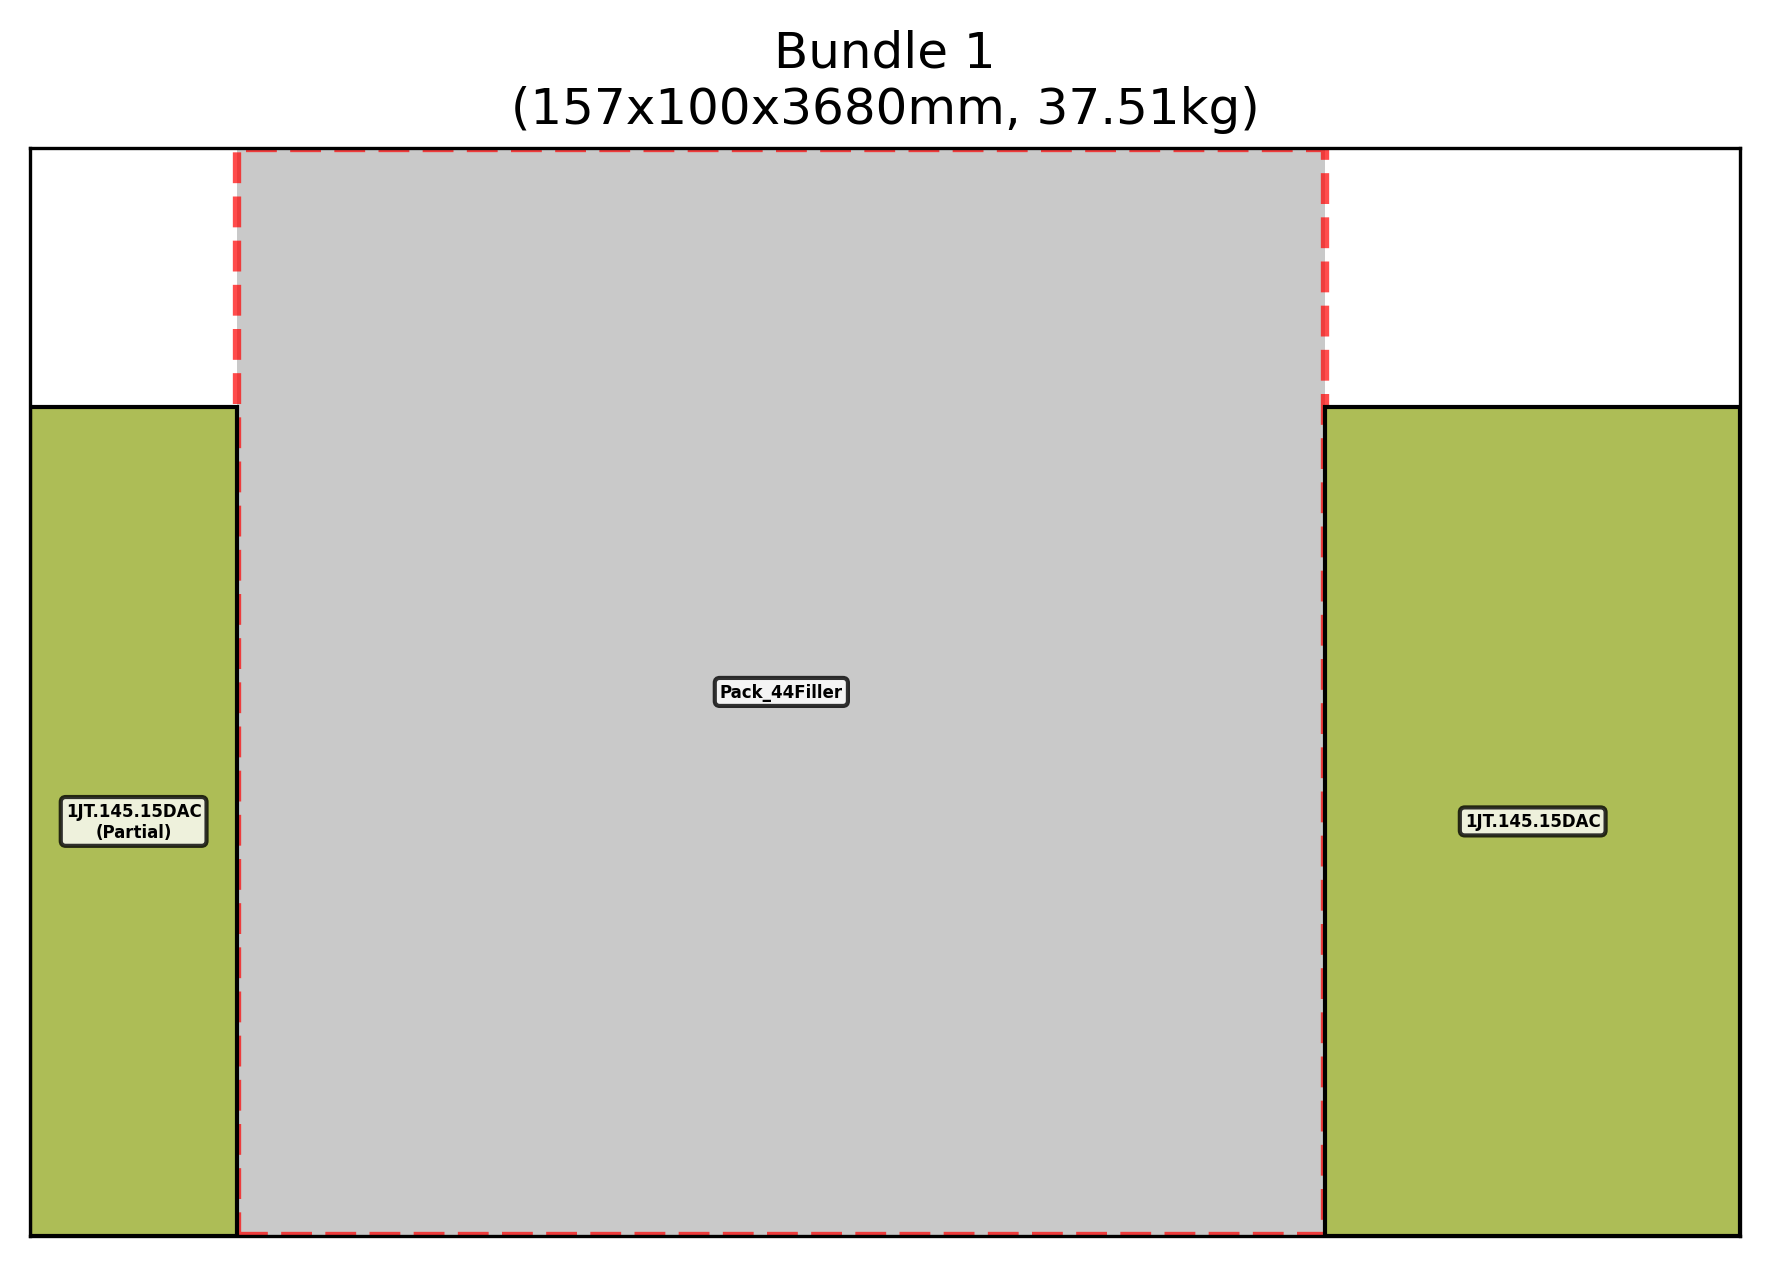 Bundle 1
(157x100x3680mm, 37.51kg)
Pack_44Filler
1JT.145.15DAC
(Partial)
1JT.145.15DAC